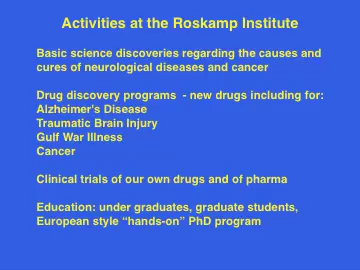 Activities at the Roskamp Institute
Basic science discoveries regarding the causes and
cures of neurological diseases and cancer
Drug discovery programs  - new drugs including for:
Alzheimer's Disease
Traumatic Brain Injury
Gulf War Illness
Cancer
Clinical trials of our own drugs and of pharma
Education: under graduates, graduate students,
European style “hands-on” PhD program